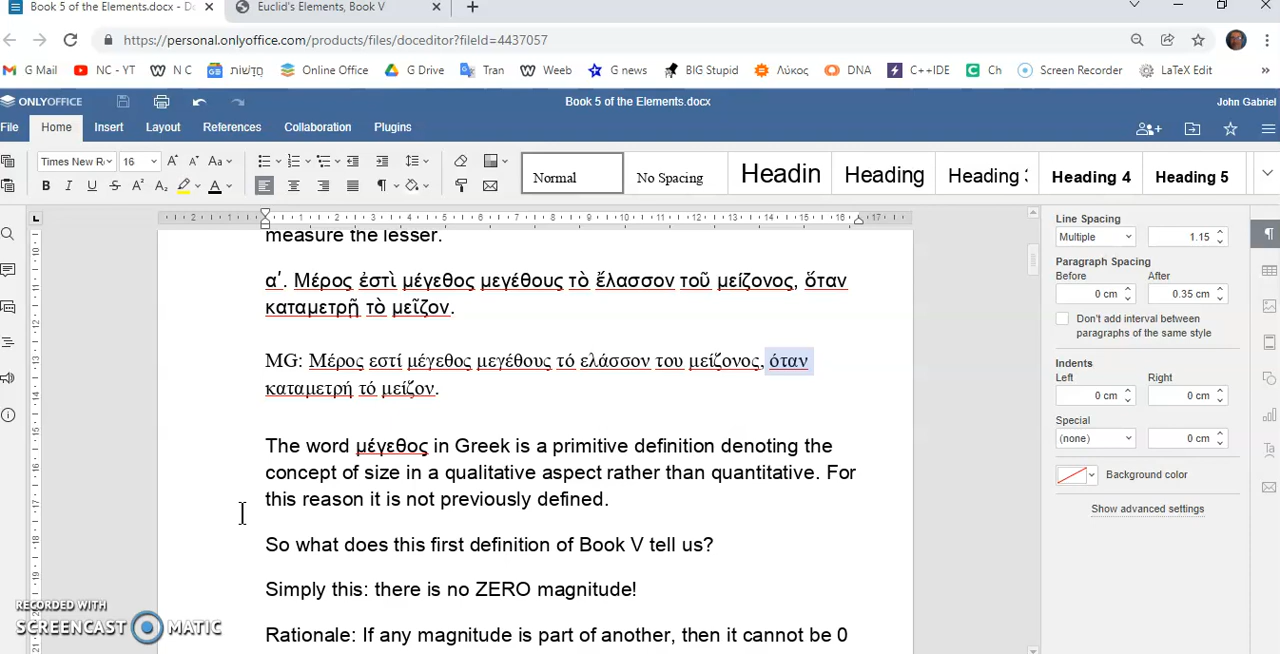 Book 5 of the Elements.docx - Do
Euclid's Elements, Book V
https://personal.onlyoffice.com/products/files/doceditor?fileId=4437057
G Mail NC - YT N C חֲדָשׁוֹת Online Office G Drive Tran Weeb G news BIG Stupid Λύκος DNA C++IDE Ch Screen Recorder LaTeX Edit
ONLYOFFICE Book 5 of the Elements.docx John Gabriel
File Home Insert Layout References Collaboration Plugins
Times New Ro 16
Normal No Spacing Headin Heading Heading Heading 4 Heading 5
Line Spacing
Multiple 1.15
Paragraph Spacing
Before After
0 cm 0.35 cm
Don't add interval between
paragraphs of the same style
Indents
Left Right
0 cm 0 cm
Special
(none) 0 cm
Background color
Show advanced settings
measure the lesser.
αʹ. Μέρος ἐστὶ μέγεθος μεγέθους τὸ ἔλασσον τοῦ μείζονος, ὅταν
καταμετρῇ τὸ μεῖζον.
MG: Μέρος εστί μέγεθος μεγέθους τό ελάσσον του μείζονος, όταν
καταμετρή τό μείζον.
The word μέγεθος in Greek is a primitive definition denoting the
concept of size in a qualitative aspect rather than quantitative. For
this reason it is not previously defined.
So what does this first definition of Book V tell us?
Simply this: there is no ZERO magnitude!
Rationale: If any magnitude is part of another, then it cannot be 0
RECORDED WITH
SCREENCAST MATIC